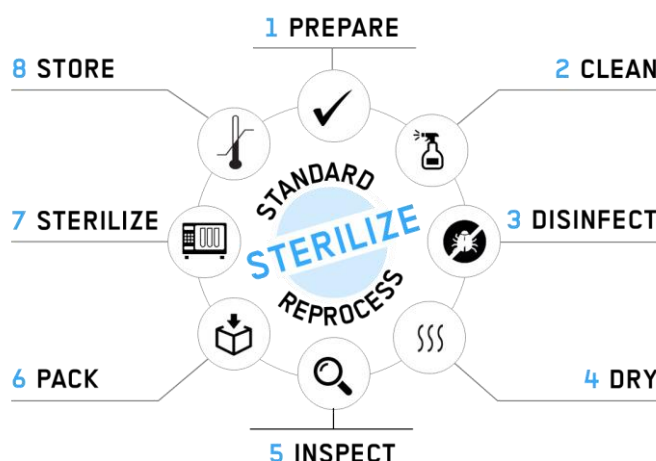 1 PREPARE
8 STORE
2 CLEAN
STANDARD
7 STERILIZE
STERILIZE
3 DISINFECT
REPROCESS
6 PACK
4 DRY
5 INSPECT